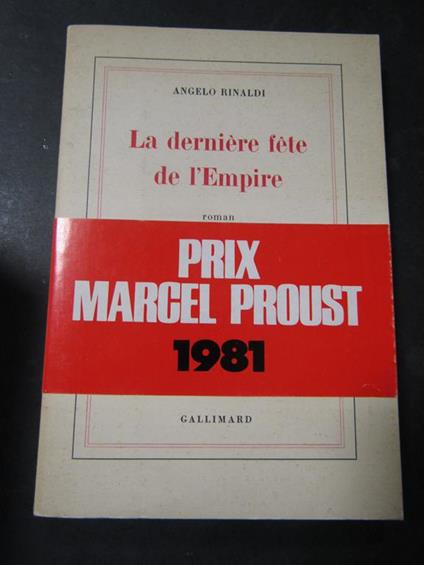 ANGELO RINALDI
La dernière fête
de l'Empire
roman
PRIX
MARCEL PROUST
1981
GALLIMARD